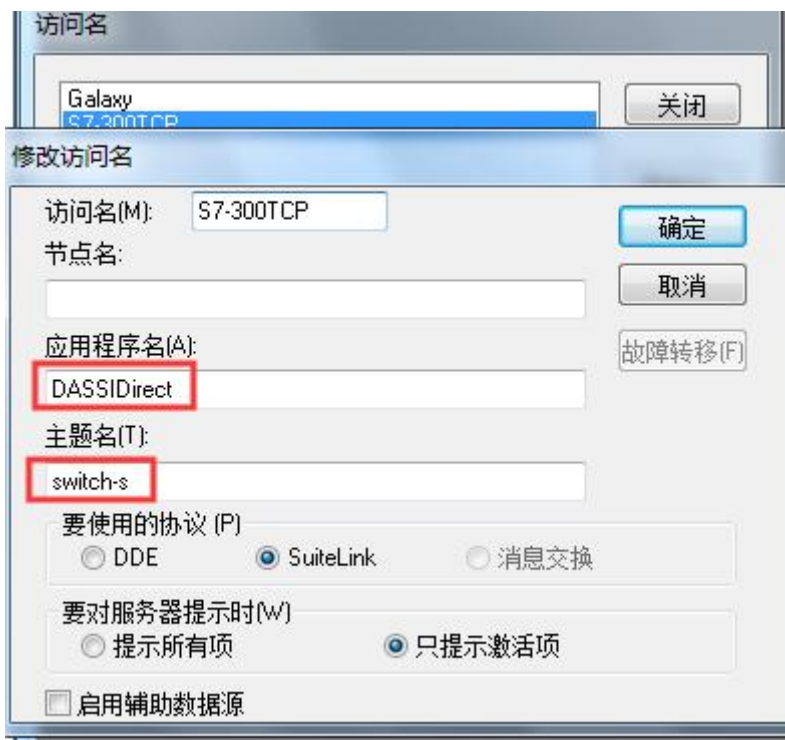 访问名
Galaxy
S7-300TCP
关闭
修改访问名
访问名(M): S7-300TCP
确定
节点名:
取消
应用程序名(A):
故障转移(F)
DASSIDirect
主题名(T):
switch-s
要使用的协议 (P)
DDE SuiteLink 消息交换
要对服务器提示时(W)
提示所有项 只提示激活项
启用辅助数据源